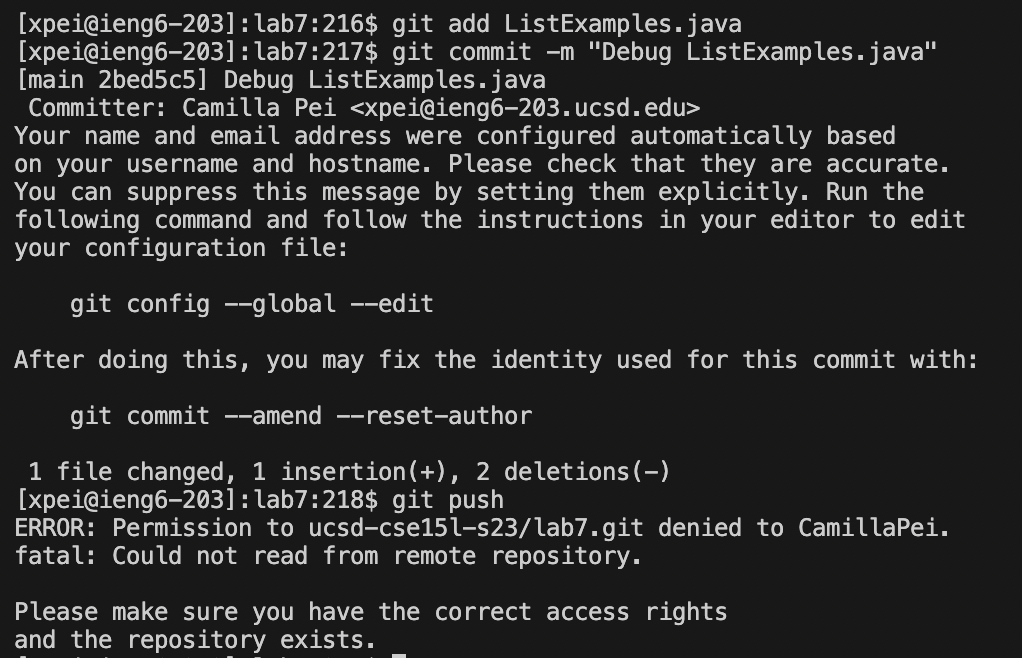 [xpei@ieng6-203]:lab7:216$ git add ListExamples.java
[xpei@ieng6-203]:lab7:217$ git commit -m "Debug ListExamples.java"
[main 2bed5c5] Debug ListExamples.java
 Committer: Camilla Pei <xpei@ieng6-203.ucsd.edu>
Your name and email address were configured automatically based
on your username and hostname. Please check that they are accurate.
You can suppress this message by setting them explicitly. Run the
following command and follow the instructions in your editor to edit
your configuration file:

    git config --global --edit

After doing this, you may fix the identity used for this commit with:

    git commit --amend --reset-author

 1 file changed, 1 insertion(+), 2 deletions(-)
[xpei@ieng6-203]:lab7:218$ git push
ERROR: Permission to ucsd-cse15l-s23/lab7.git denied to CamillaPei.
fatal: Could not read from remote repository.

Please make sure you have the correct access rights
and the repository exists.